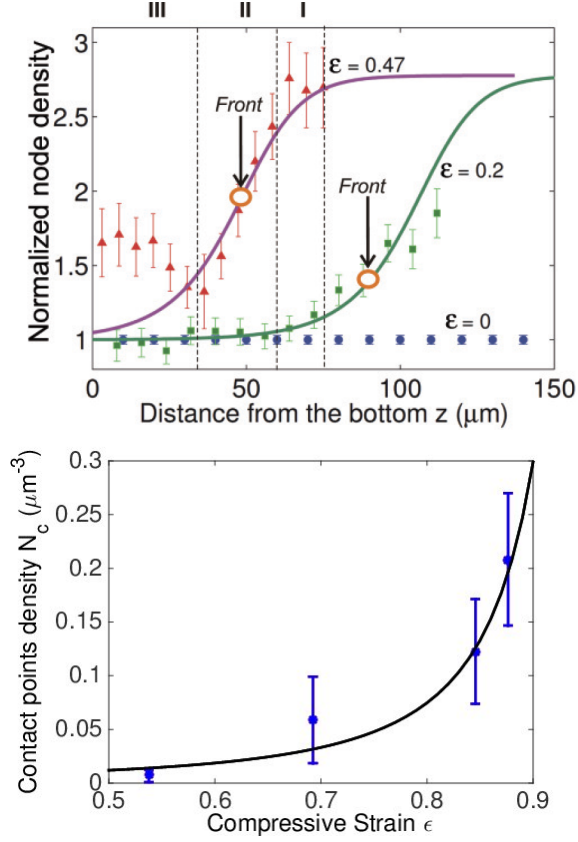 III II I
3
2.5
2
1.5
1
Normalized node density
ε = 0.47
Front
ε = 0.2
Front
ε = 0
0 50 100 150
Distance from the bottom z (μm)
0.3
0.25
0.2
0.15
0.1
0.05
0
Contact points density N_c (μm^-3)
0.5 0.6 0.7 0.8 0.9
Compressive Strain ϵ